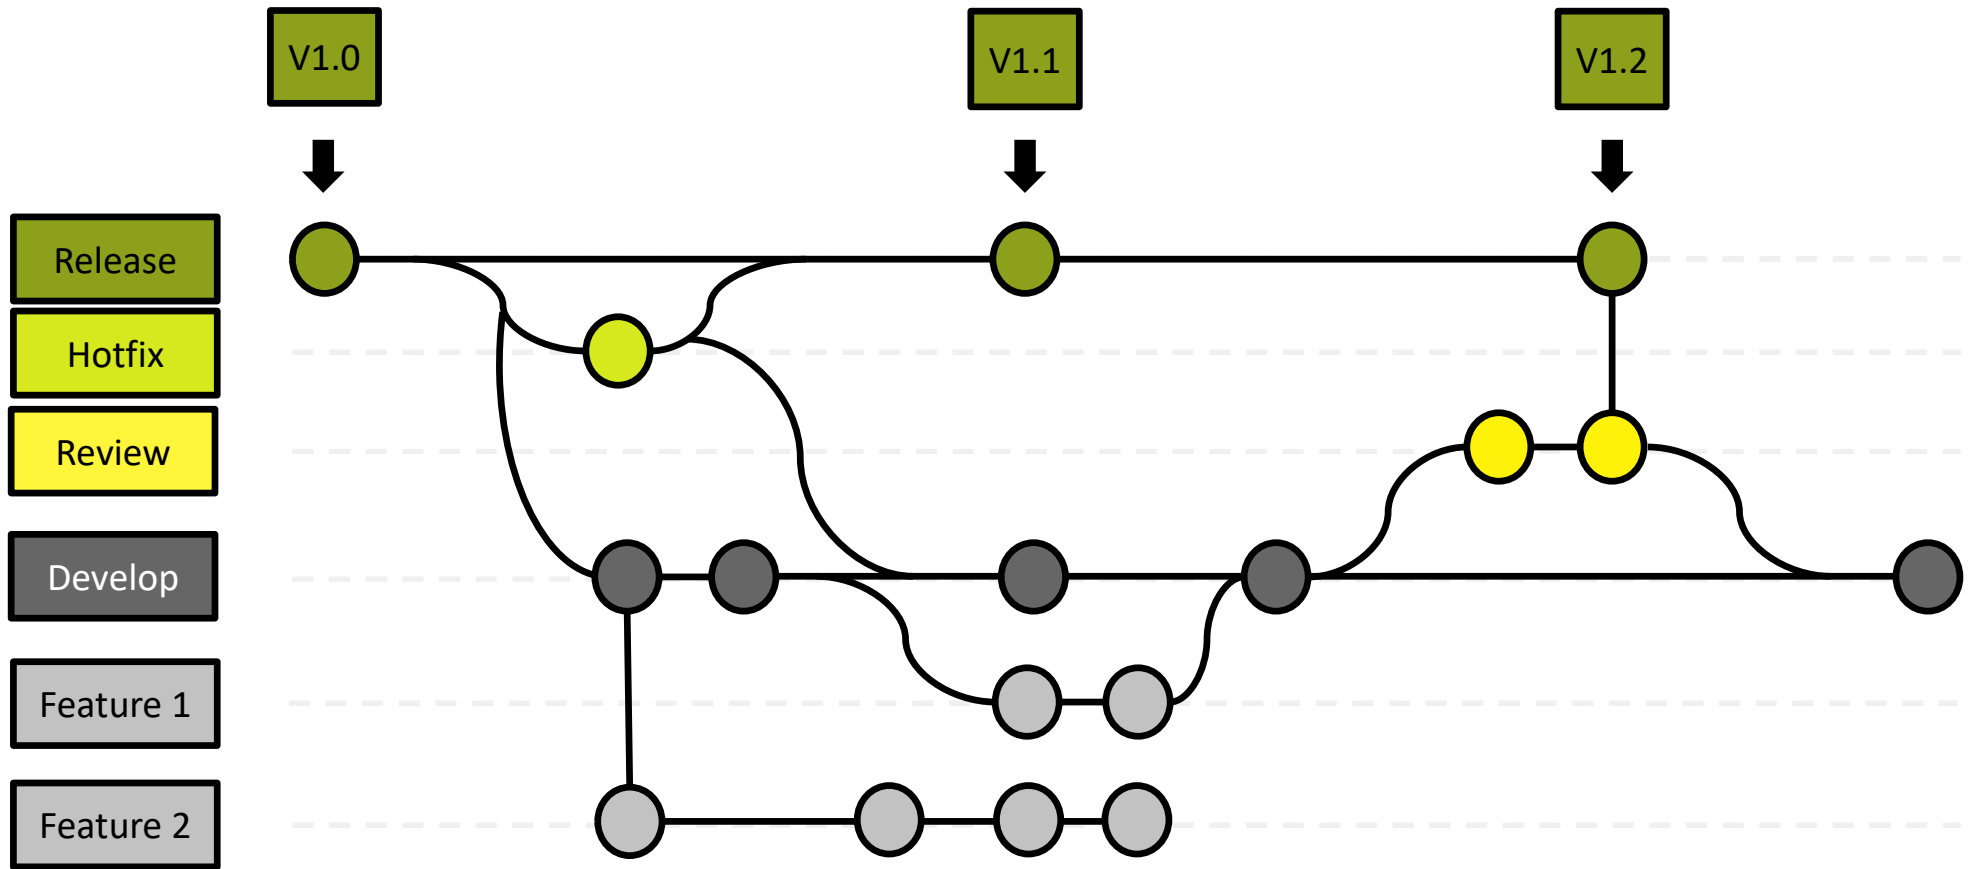 V1.0
V1.1
V1.2
Release
Hotfix
Review
Develop
Feature 1
Feature 2